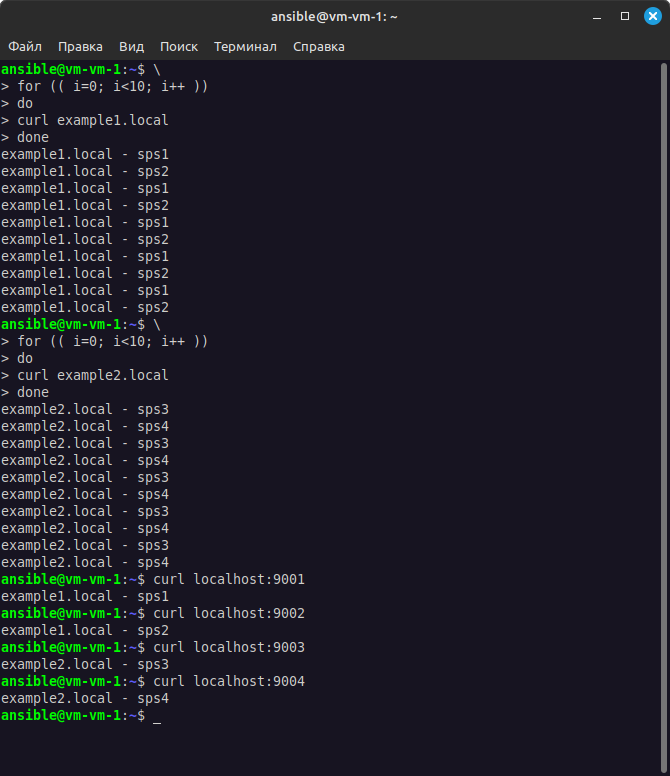 ansible@vm-vm-1: ~
Файл Правка Вид Поиск Терминал Справка
ansible@vm-vm-1:~$ \
> for (( i=0; i<10; i++ ))
> do
> curl example1.local
> done
example1.local - sps1
example1.local - sps2
example1.local - sps1
example1.local - sps2
example1.local - sps1
example1.local - sps2
example1.local - sps1
example1.local - sps2
example1.local - sps1
example1.local - sps2
ansible@vm-vm-1:~$ \
> for (( i=0; i<10; i++ ))
> do
> curl example2.local
> done
example2.local - sps3
example2.local - sps4
example2.local - sps3
example2.local - sps4
example2.local - sps3
example2.local - sps4
example2.local - sps3
example2.local - sps4
example2.local - sps3
example2.local - sps4
ansible@vm-vm-1:~$ curl localhost:9001
example1.local - sps1
ansible@vm-vm-1:~$ curl localhost:9002
example1.local - sps2
ansible@vm-vm-1:~$ curl localhost:9003
example2.local - sps3
ansible@vm-vm-1:~$ curl localhost:9004
example2.local - sps4
ansible@vm-vm-1:~$ _